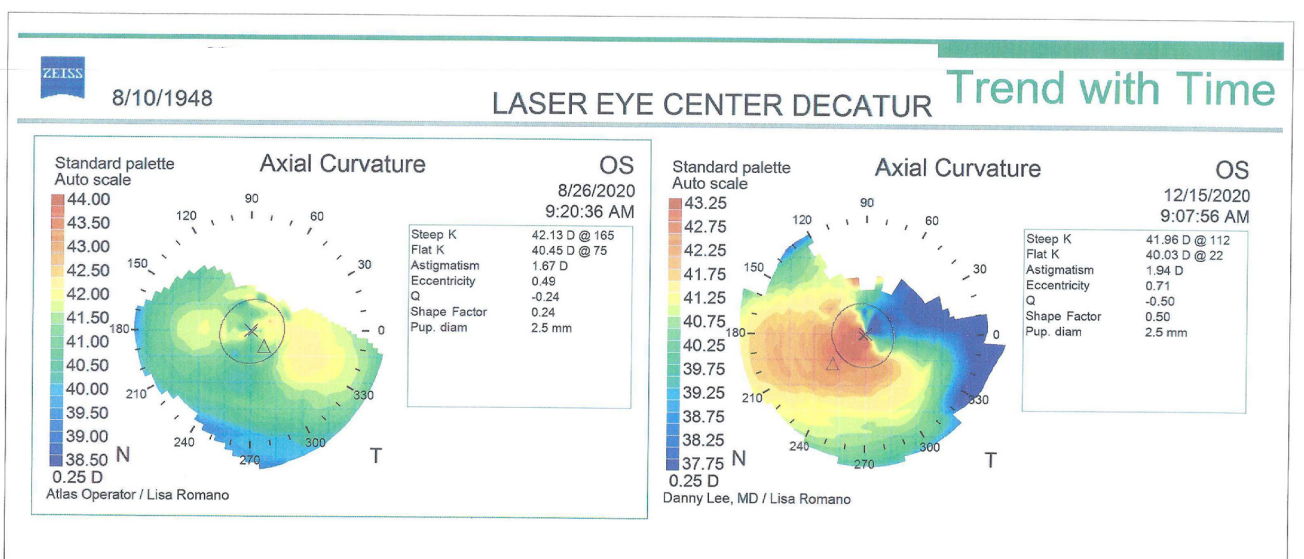 ZEISS
8/10/1948
LASER EYE CENTER DECATUR
Trend with Time
Standard palette
Auto scale
Axial Curvature
OS
8/26/2020
9:20:36 AM
44.00
43.50
43.00
42.50
42.00
41.50
41.00
40.50
40.00
39.50
39.00
38.50
0.25 D
90
120
60
150
30
180
0
210
330
240
300
270
N
T
Steep K 42.13 D @ 165
Flat K 40.45 D @ 75
Astigmatism 1.67 D
Eccentricity 0.49
Q -0.24
Shape Factor 0.24
Pup. diam 2.5 mm
Atlas Operator / Lisa Romano
Standard palette
Auto scale
Axial Curvature
OS
12/15/2020
9:07:56 AM
43.25
42.75
42.25
41.75
41.25
40.75
40.25
39.75
39.25
38.75
38.25
37.75
0.25 D
90
120
60
150
30
180
0
210
330
240
300
270
N
T
Steep K 41.96 D @ 112
Flat K 40.03 D @ 22
Astigmatism 1.94 D
Eccentricity 0.71
Q -0.50
Shape Factor 0.50
Pup. diam 2.5 mm
Danny Lee, MD / Lisa Romano